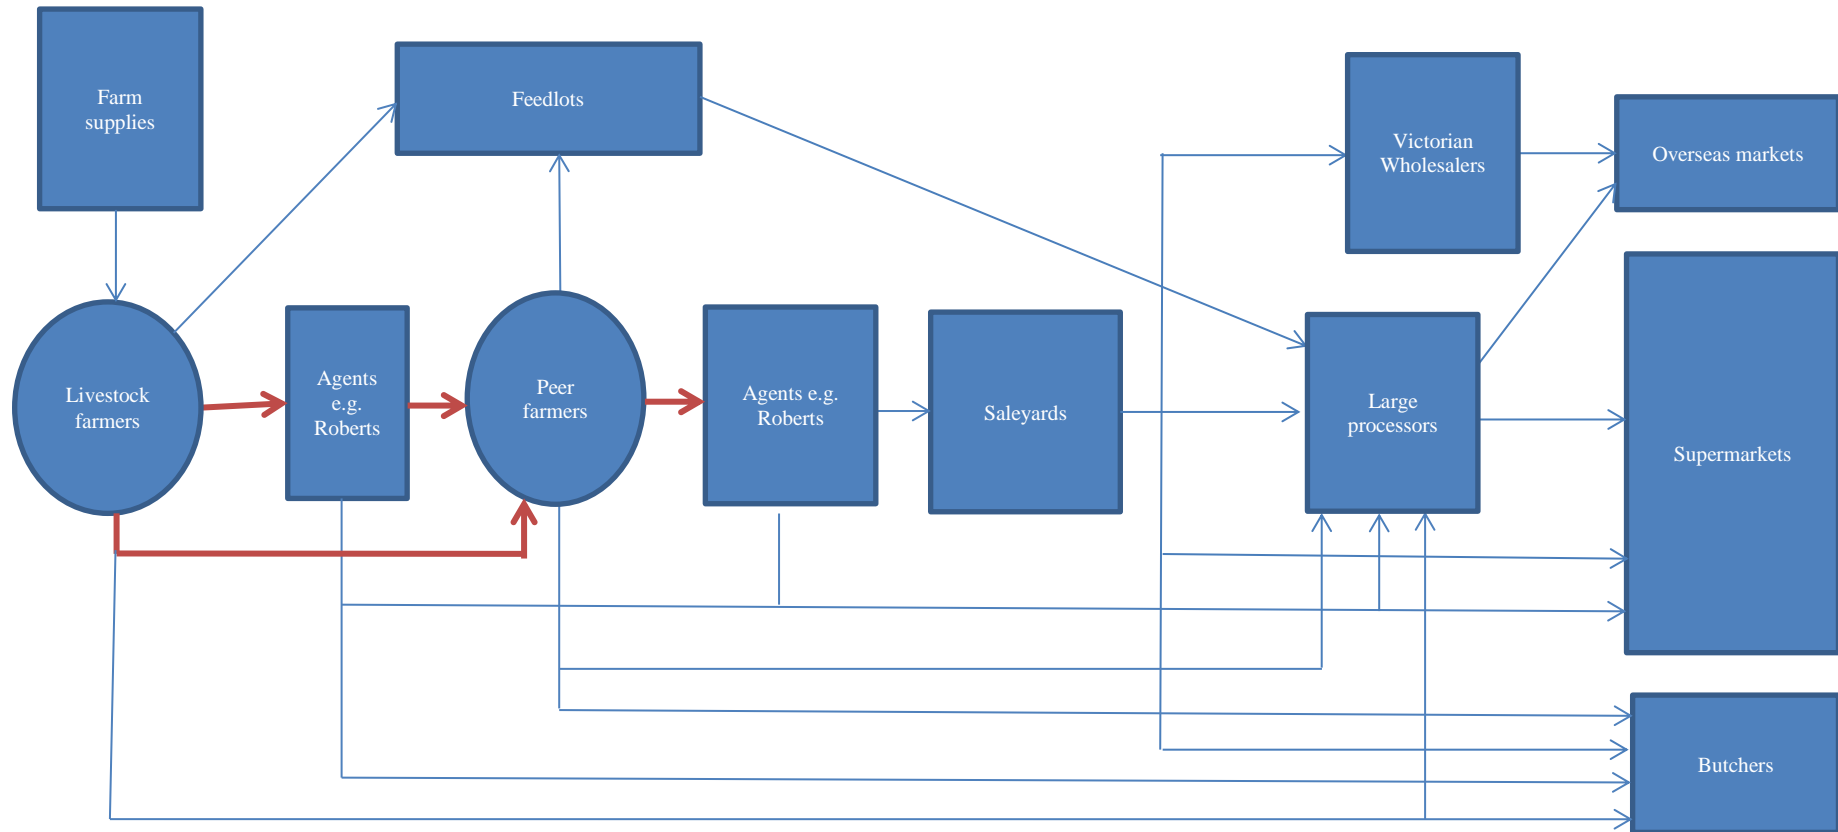 Farm
supplies
Feedlots
Victorian
Wholesalers
Overseas markets
Livestock
farmers
Agents
e.g.
Roberts
Peer
farmers
Agents e.g.
Roberts
Saleyards
Large
processors
Supermarkets
Butchers